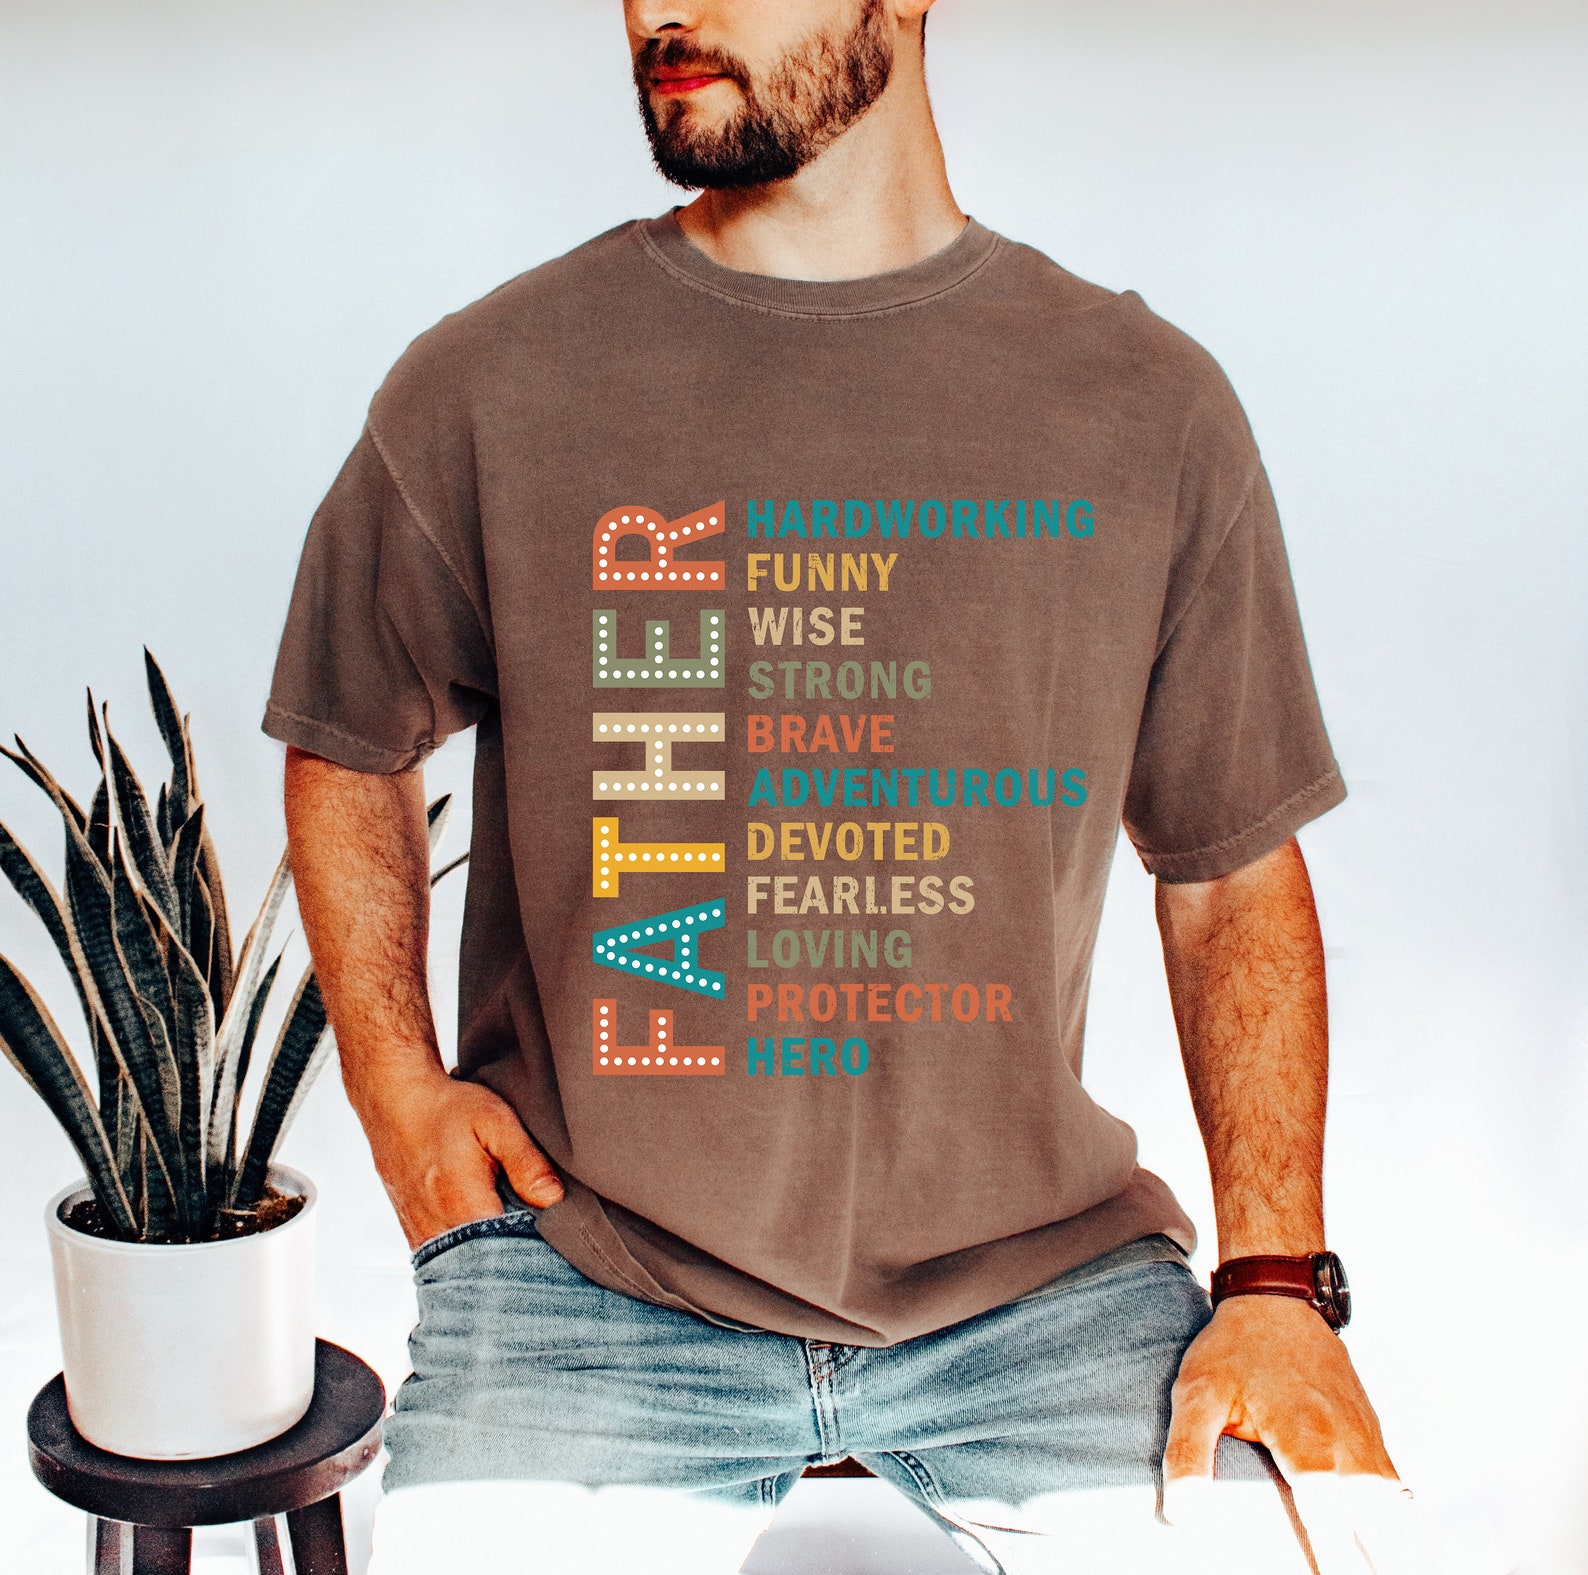 FATHER
HARDWORKING
FUNNY
WISE
STRONG
BRAVE
ADVENTUROUS
DEVOTED
FEARLESS
LOVING
PROTECTOR
HERO